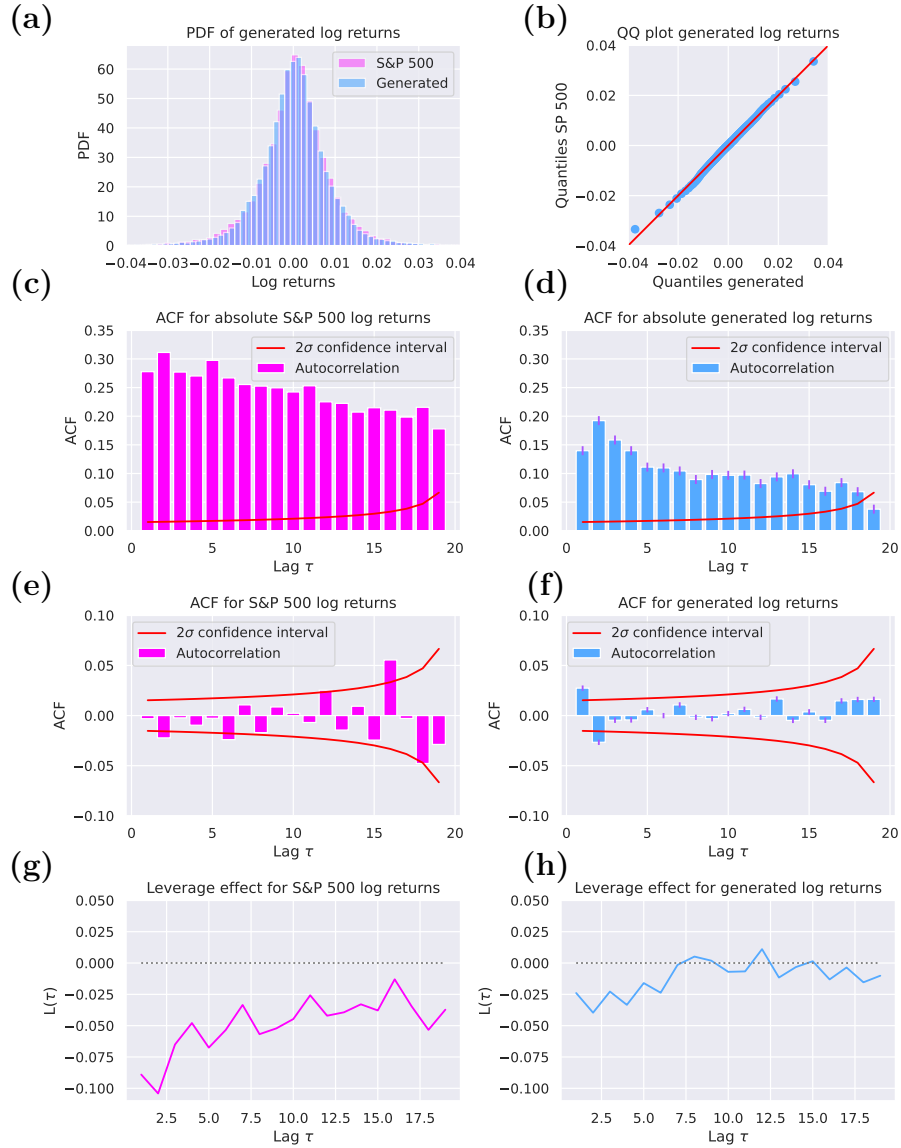 (a)
PDF of generated log returns
S&P 500
Generated
60
50
40
30
20
10
0
PDF
−0.04−0.03−0.02−0.01 0.00 0.01 0.02 0.03 0.04
Log returns
(b)
QQ plot generated log returns
0.04
0.02
0.00
−0.02
−0.04
Quantiles SP 500
−0.04 −0.02 0.00 0.02 0.04
Quantiles generated
(c)
ACF for absolute S&P 500 log returns
2σ confidence interval
Autocorrelation
0.35
0.30
0.25
0.20
0.15
0.10
0.05
0.00
ACF
0 5 10 15 20
Lag τ
(d)
ACF for absolute generated log returns
2σ confidence interval
Autocorrelation
0.35
0.30
0.25
0.20
0.15
0.10
0.05
0.00
ACF
0 5 10 15 20
Lag τ
(e)
ACF for S&P 500 log returns
2σ confidence interval
Autocorrelation
0.10
0.05
0.00
−0.05
−0.10
ACF
0 5 10 15 20
Lag τ
(f)
ACF for generated log returns
2σ confidence interval
Autocorrelation
0.10
0.05
0.00
−0.05
−0.10
ACF
0 5 10 15 20
Lag τ
(g)
Leverage effect for S&P 500 log returns
0.050
0.025
0.000
−0.025
−0.050
−0.075
−0.100
L(τ)
2.5 5.0 7.5 10.0 12.5 15.0 17.5
Lag τ
(h)
Leverage effect for generated log returns
0.050
0.025
0.000
−0.025
−0.050
−0.075
−0.100
L(τ)
2.5 5.0 7.5 10.0 12.5 15.0 17.5
Lag τ